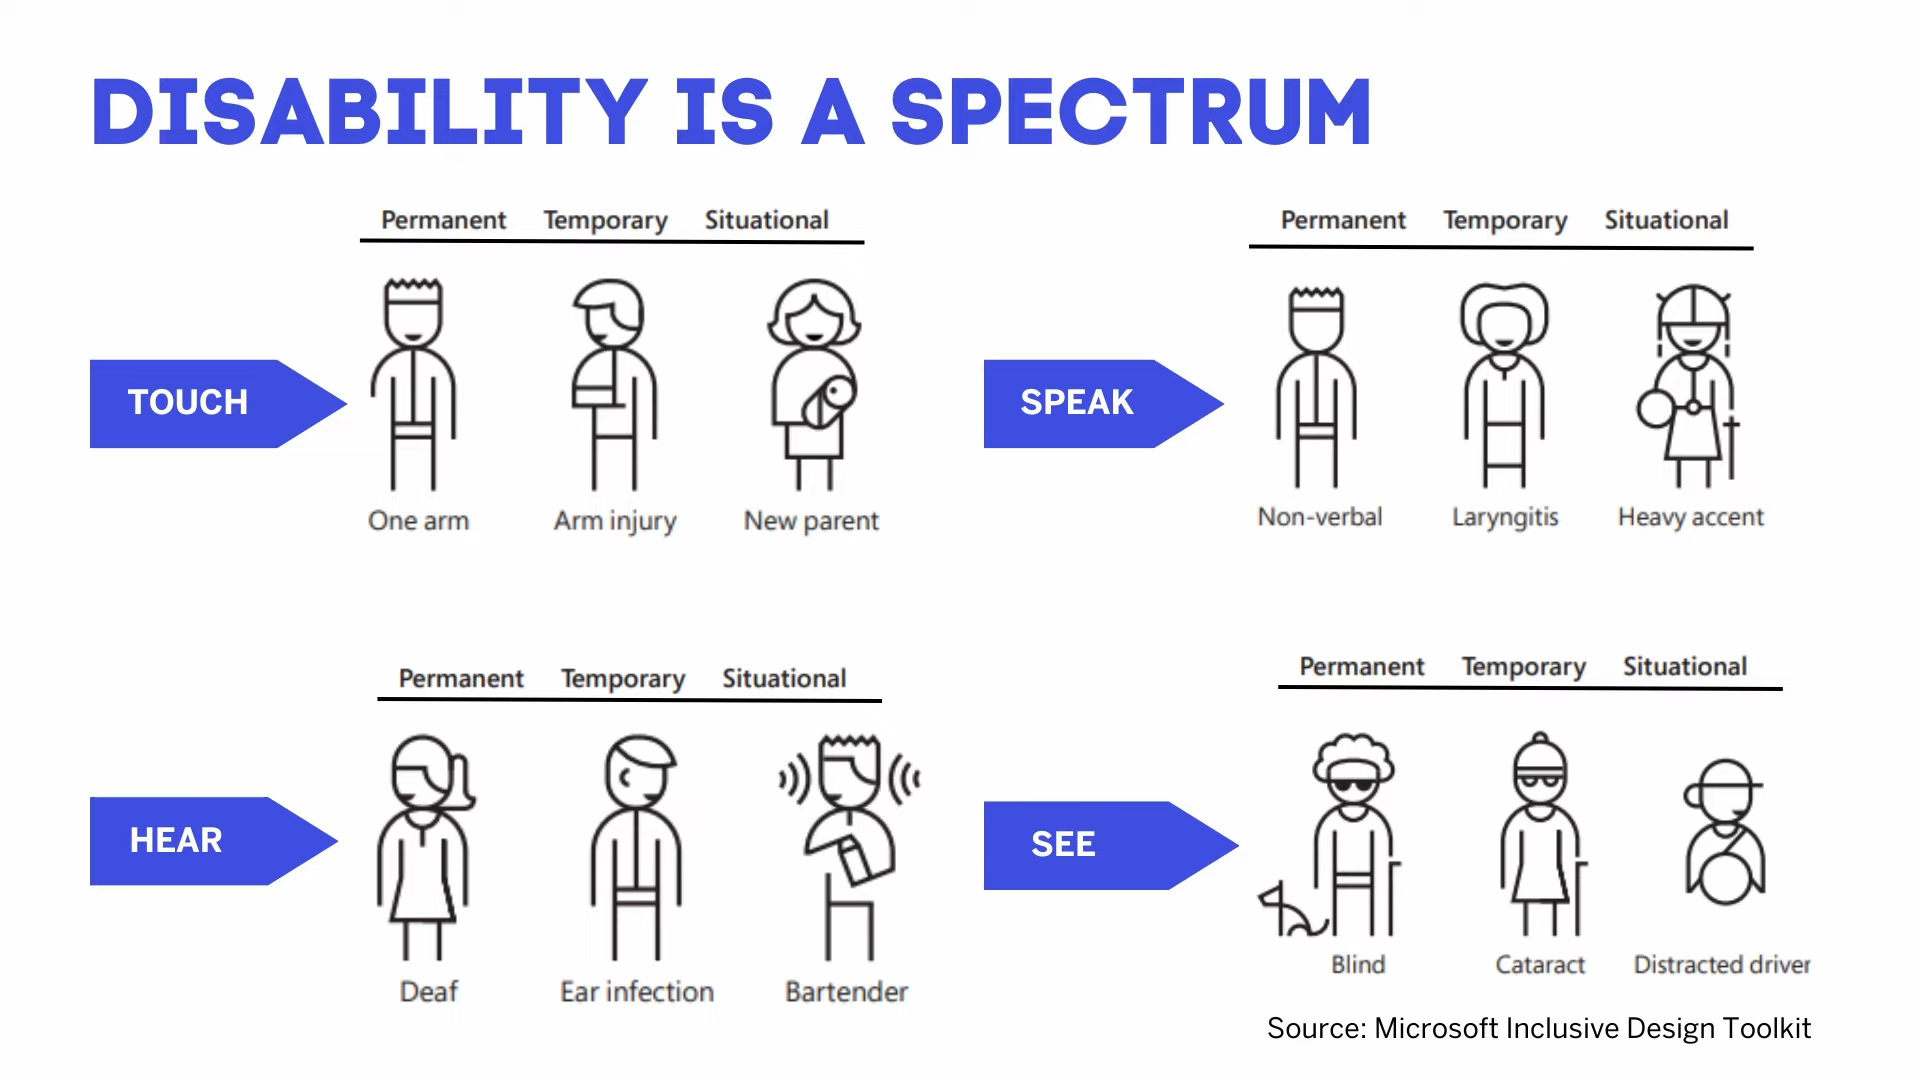 DISABILITY IS A SPECTRUM
Permanent Temporary Situational
TOUCH
One arm Arm injury New parent
Permanent Temporary Situational
SPEAK
Non-verbal Laryngitis Heavy accent
Permanent Temporary Situational
HEAR
Deaf Ear infection Bartender
Permanent Temporary Situational
SEE
Blind Cataract Distracted driver
Source: Microsoft Inclusive Design Toolkit